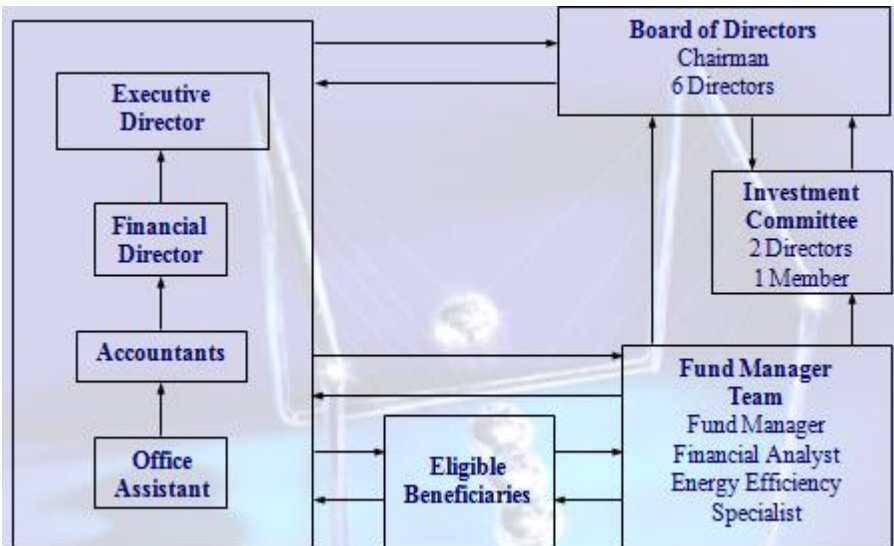 Board of Directors
Chairman
6 Directors
Executive
Director
Investment
Committee
2 Directors
1 Member
Financial
Director
Accountants
Fund Manager
Team
Fund Manager
Financial Analyst
Energy Efficiency
Specialist
Office
Assistant
Eligible
Beneficiaries